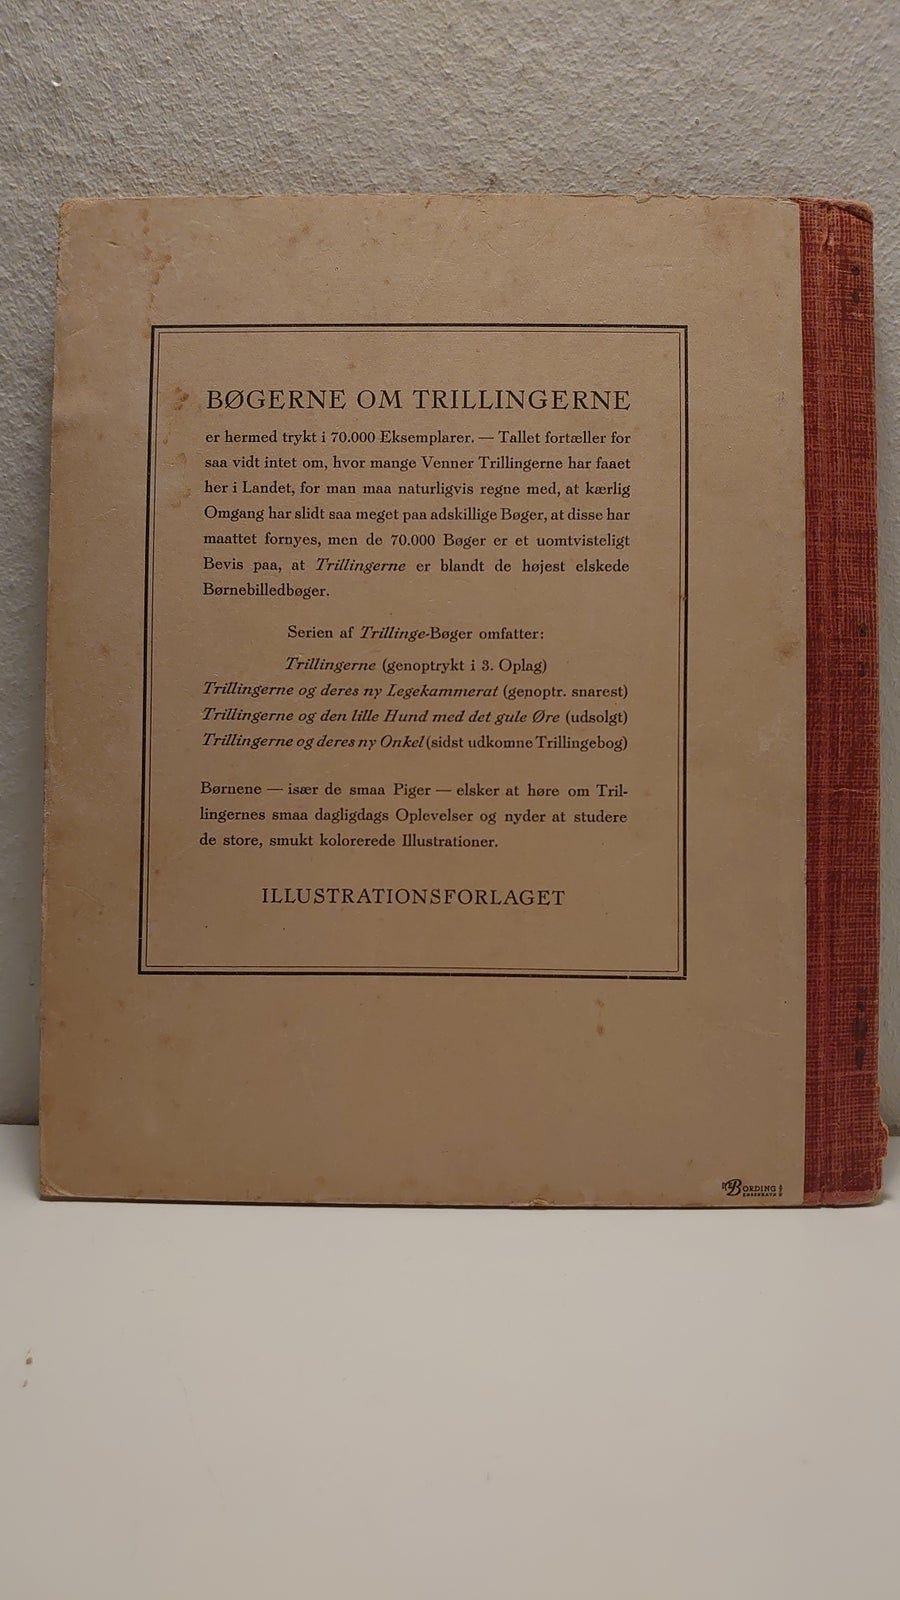 BØGERNE OM TRILLINGERNE
er hermed trykt i 70.000 Eksemplarer. — Tallet fortæller for
saa vidt intet om, hvor mange Venner Trillingerne har faaet
her i Landet, for man maa naturligvis regne med, at kærlig
Omgang har slidt saa meget paa adskillige Bøger, at disse har
maattet fornyes, men de 70.000 Bøger er et uomtvisteligt
Bevis paa, at Trillingerne er blandt de højest elskede
Børnebilledbøger.
Serien af Trillinge-Bøger omfatter:
Trillingerne (genoptrykt i 3. Oplag)
Trillingerne og deres ny Legekammerat (genoptr. snarest)
Trillingerne og den lille Hund med det gule Øre (udsolgt)
Trillingerne og deres ny Onkel (sidst udkomne Trillingebog)
Børnene — især de smaa Piger — elsker at høre om Tril-
lingernes smaa dagligdags Oplevelser og nyder at studere
de store, smukt kolorerede Illustrationer.
ILLUSTRATIONSFORLAGET
BORDING
KØBENHAVN